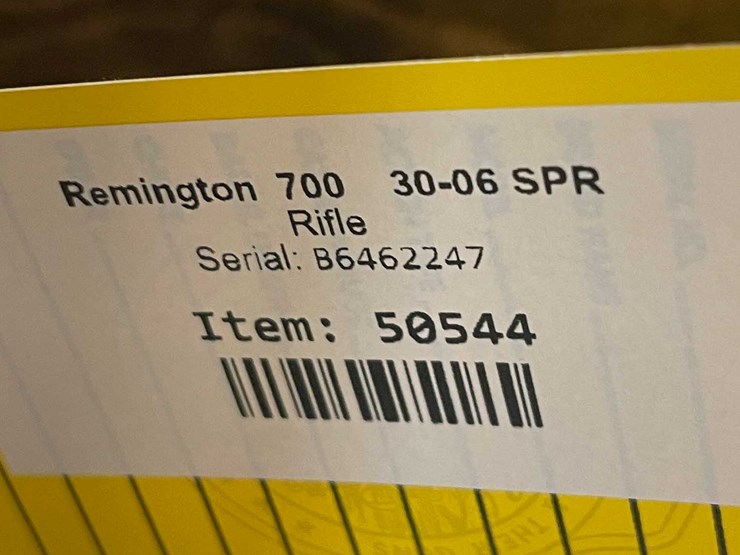 Remington 700 30-06 SPR
Rifle
Serial: B6462247
Item: 50544